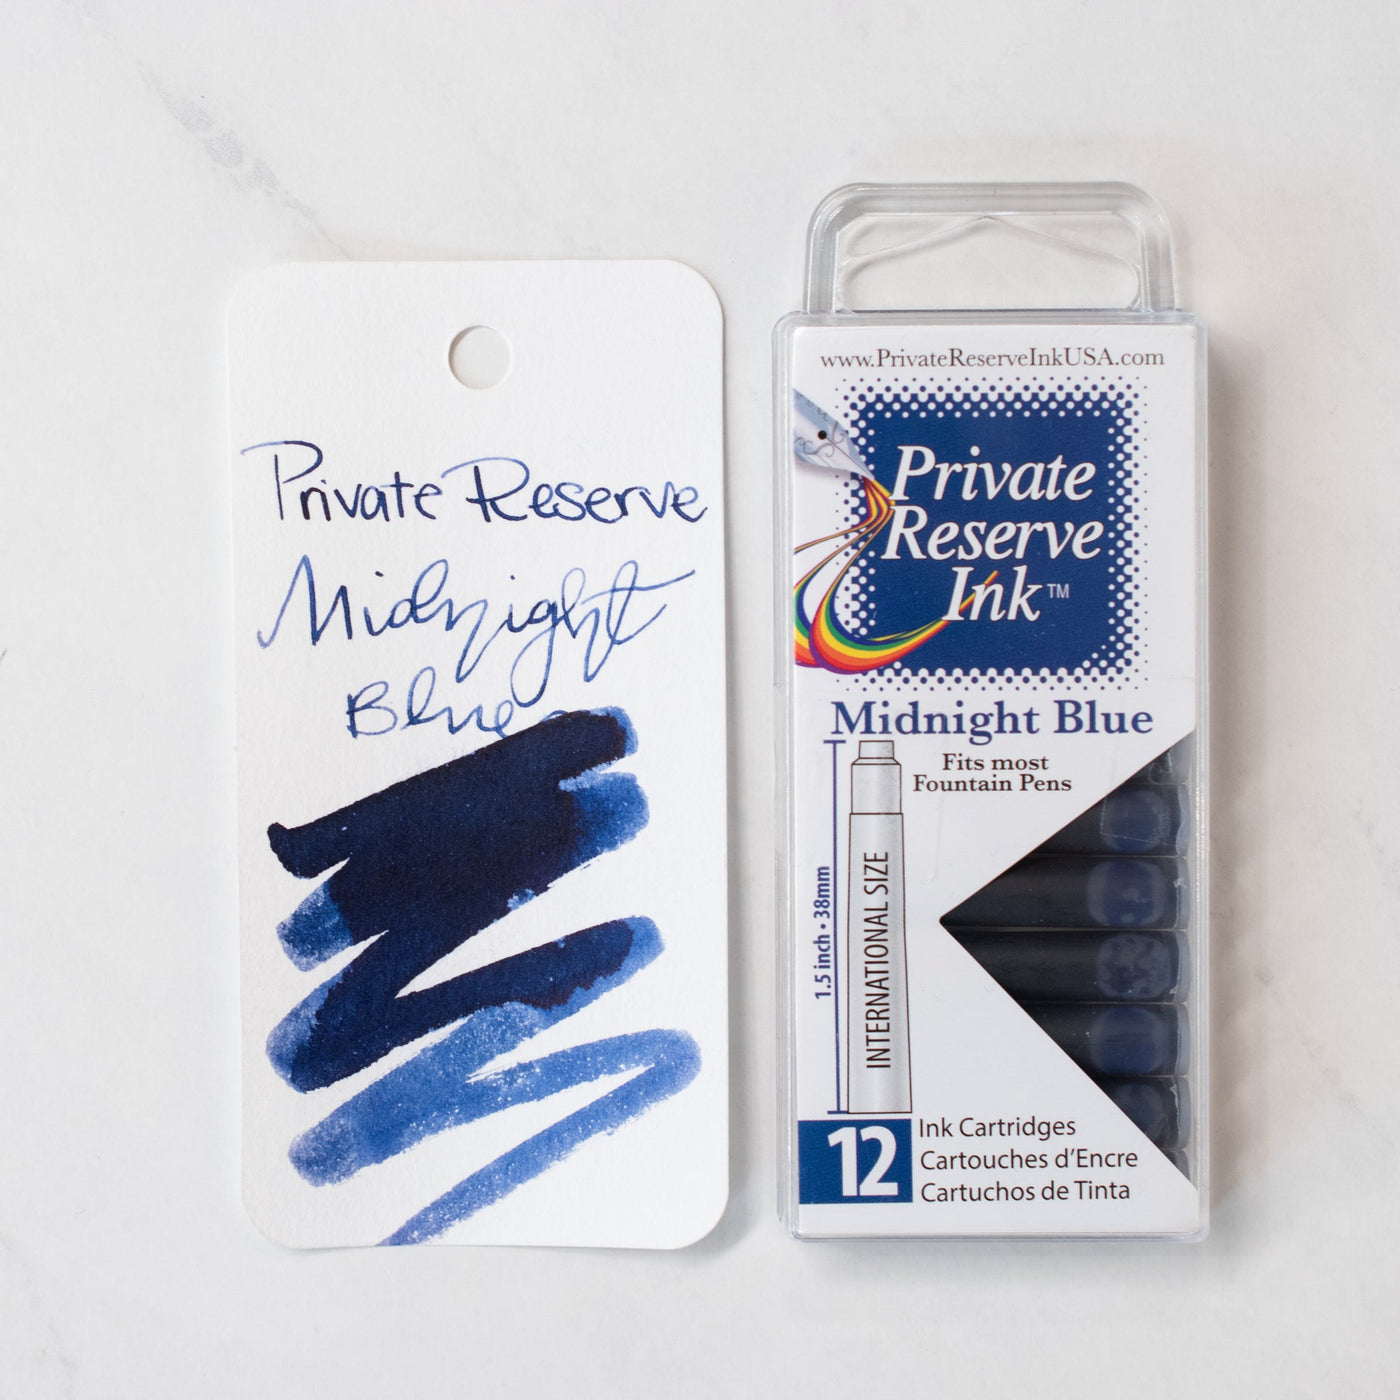 Private Reserve
Midnight
Blue
www.PrivateReserveInkUSA.com
Private
Reserve
Ink™
Midnight Blue
Fits most
Fountain Pens
1.5 inch • 38mm
INTERNATIONAL SIZE
12
Ink Cartridges
Cartouches d'Encre
Cartuchos de Tinta